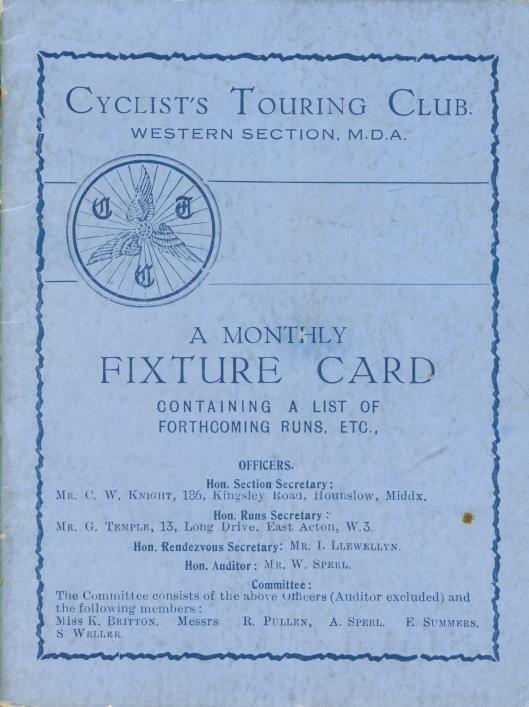 CYCLIST'S TOURING CLUB.
WESTERN SECTION, M.D.A.
C T
C
A MONTHLY
FIXTURE CARD
CONTAINING A LIST OF
FORTHCOMING RUNS, ETC.,
OFFICERS.
Hon. Section Secretary:
MR. C. W. KNIGHT, 186, Kingsley Road, Hounslow, Middx.
Hon. Runs Secretary:
MR. G. TEMPLE, 13, Long Drive, East Acton, W.3.
Hon. Rendezvous Secretary: MR. I. LLEWELLYN.
Hon. Auditor: MR. W. SPERL.
Committee:
The Committee consists of the above Officers (Auditor excluded) and
the following members:
MISS K. BRITTON, Messrs R. PULLEN, A. SPERL. E. SUMMERS.
S WELLER.